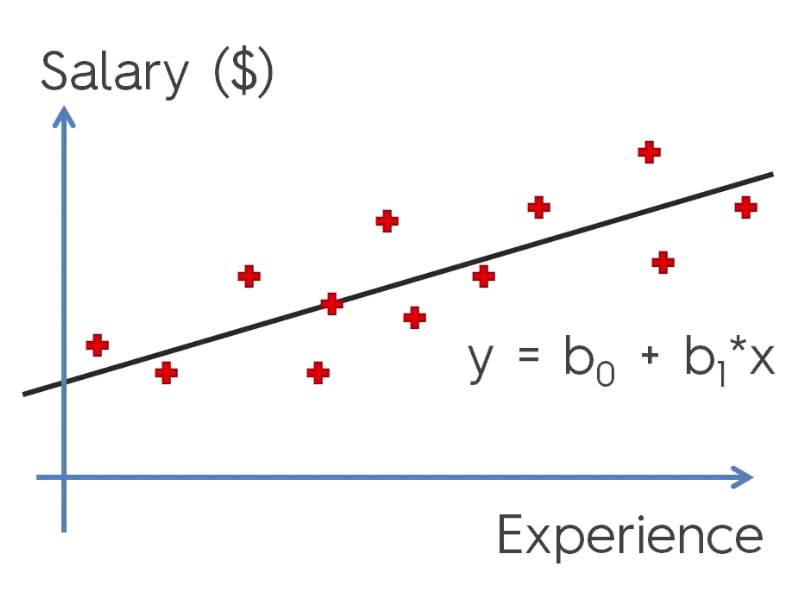 Salary ($)
y = b₀ + b₁*x
Experience